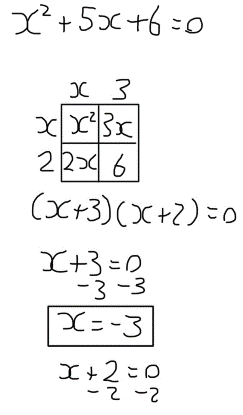 x²+5x+6=0
x 3
x x² 3x
2 2x 6
(x+3)(x+2)=0
x+3=0
-3 -3
x=-3
x+2=0
-2 -2